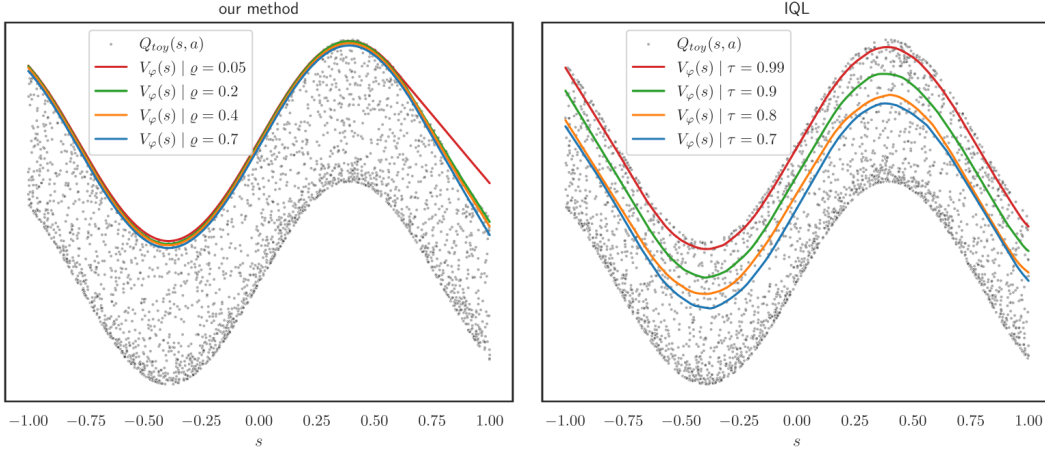 our method
Q_{toy}(s, a)
V_φ(s) | ϱ = 0.05
V_φ(s) | ϱ = 0.2
V_φ(s) | ϱ = 0.4
V_φ(s) | ϱ = 0.7
−1.00 −0.75 −0.50 −0.25 0.00 0.25 0.50 0.75 1.00
s
IQL
Q_{toy}(s, a)
V_φ(s) | τ = 0.99
V_φ(s) | τ = 0.9
V_φ(s) | τ = 0.8
V_φ(s) | τ = 0.7
−1.00 −0.75 −0.50 −0.25 0.00 0.25 0.50 0.75 1.00
s